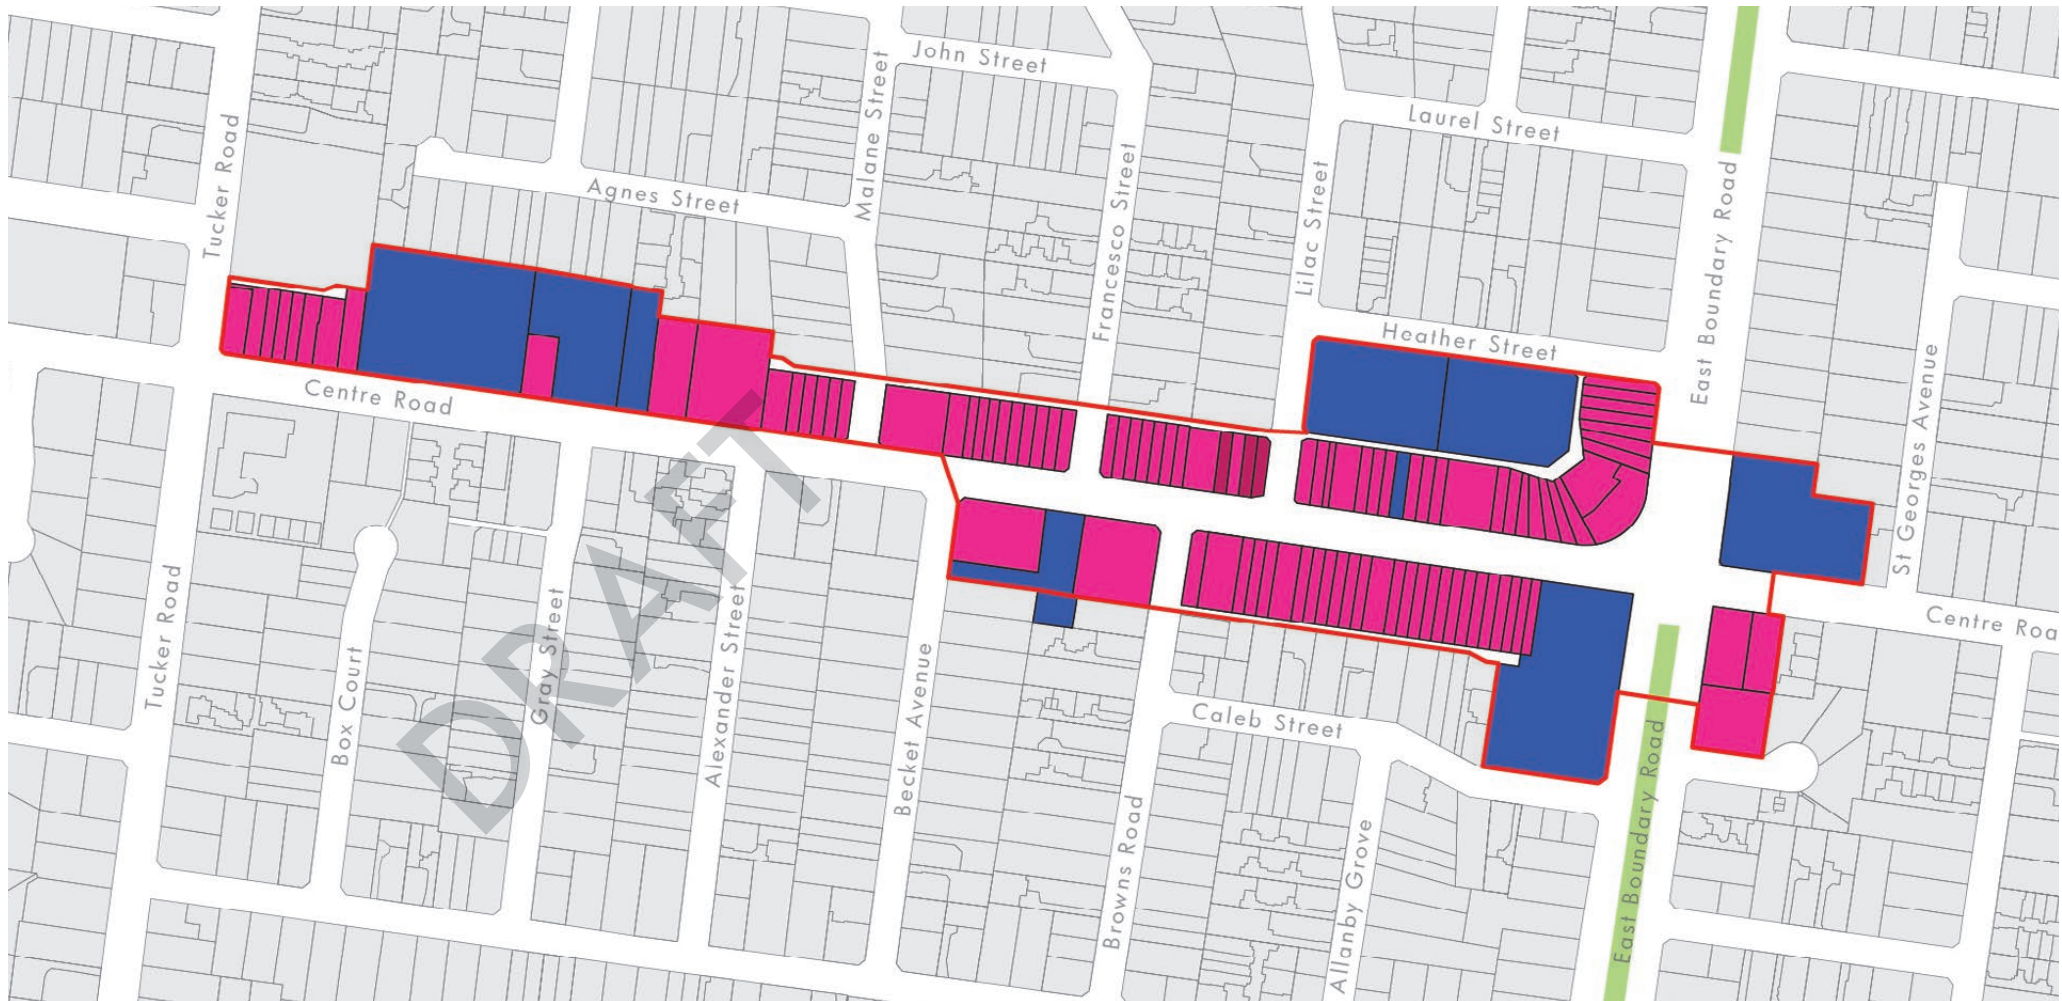 John Street
Malane Street
Laurel Street
Tucker Road
Agnes Street
Francesco Street
Lilac Street
East Boundary Road
Heather Street
St Georges Avenue
Centre Road
DRAFT
Centre Roa
Tucker Road
Box Court
Gray Street
Alexander Street
Becket Avenue
Caleb Street
Browns Road
Allanby Grove
East Boundary Road